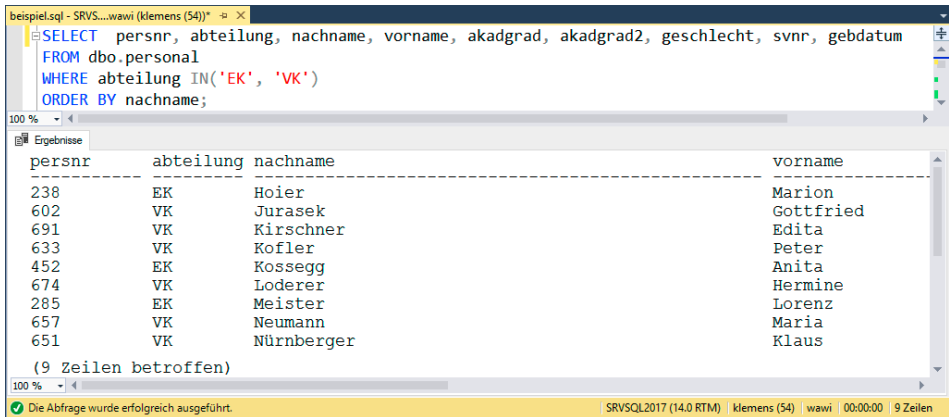 beispiel.sql - SRVS....wawi (klemens (54))*
SELECT persnr, abteilung, nachname, vorname, akadgrad, akadgrad2, geschlecht, svnr, gebdatum
FROM dbo.personal
WHERE abteilung IN('EK', 'VK')
ORDER BY nachname;
100 %
Ergebnisse
persnr abteilung nachname vorname
----------- --------- -------------------------------------------------- ---------------
238 EK Hoier Marion
602 VK Jurasek Gottfried
691 VK Kirschner Edita
633 VK Kofler Peter
452 EK Kossegg Anita
674 VK Loderer Hermine
285 EK Meister Lorenz
657 VK Neumann Maria
651 VK Nürnberger Klaus
(9 Zeilen betroffen)
100 %
Die Abfrage wurde erfolgreich ausgeführt. SRVSQL2017 (14.0 RTM) klemens (54) wawi 00:00:00 9 Zeilen